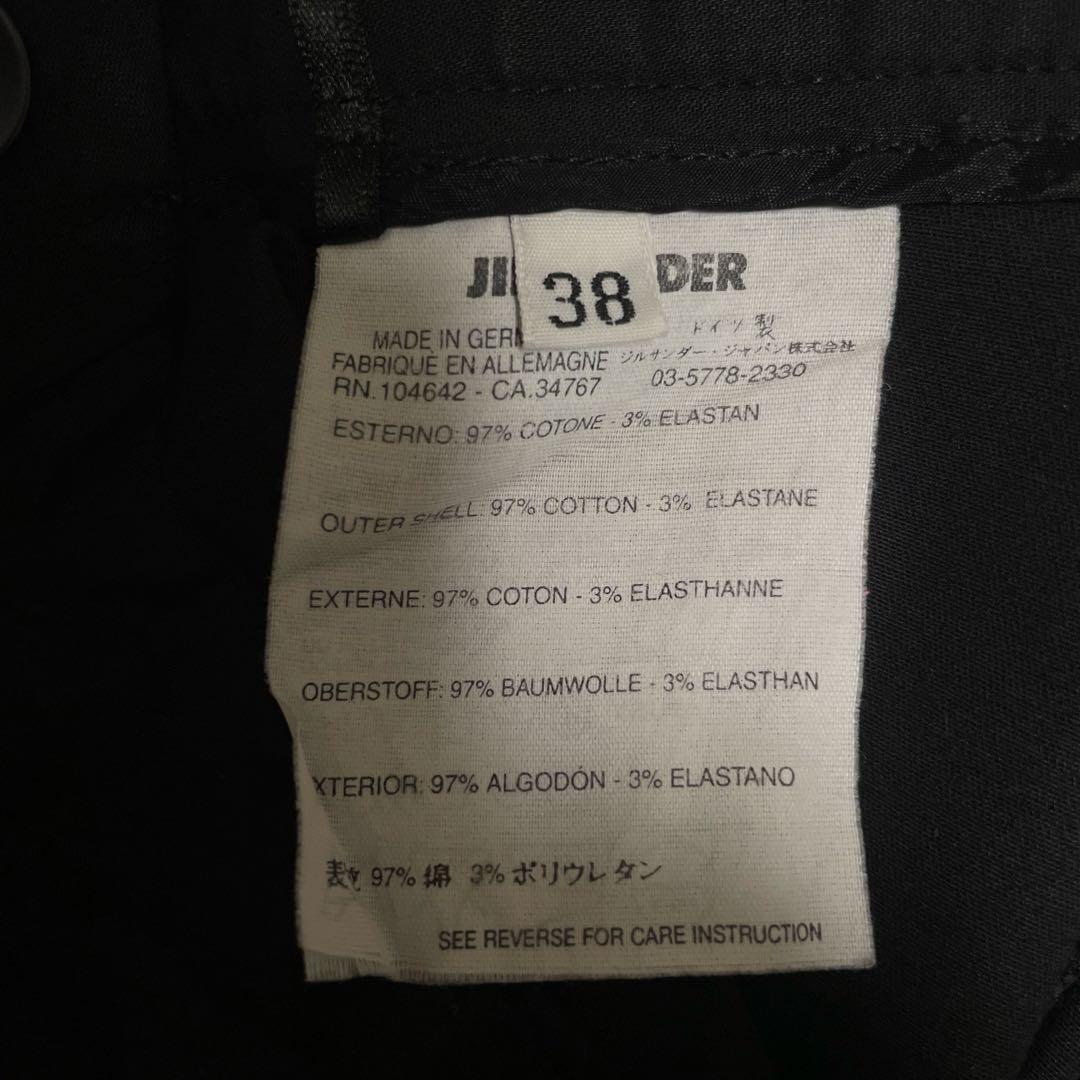 JI DER
38
MADE IN GER ドイツ製
FABRIQUE EN ALLEMAGNE ジルサンダー・ジャパン株式会社
RN.104642 - CA.34767 03-5778-2330
ESTERNO: 97% COTONE - 3% ELASTAN
OUTER SHELL: 97% COTTON - 3% ELASTANE
EXTERNE: 97% COTON - 3% ELASTHANNE
OBERSTOFF: 97% BAUMWOLLE - 3% ELASTHAN
XTERIOR: 97% ALGODÓN - 3% ELASTANO
表 97% 綿 3% ポリウレタン
SEE REVERSE FOR CARE INSTRUCTION